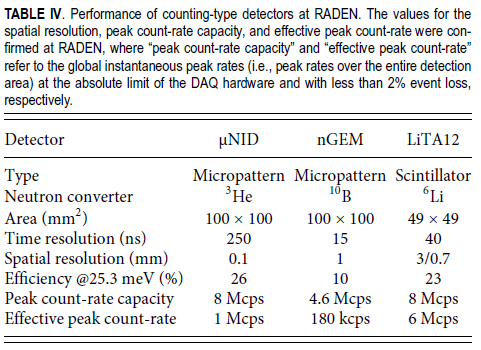 TABLE IV. Performance of counting-type detectors at RADEN. The values for the
spatial resolution, peak count-rate capacity, and effective peak count-rate were con-
firmed at RADEN, where “peak count-rate capacity” and “effective peak count-rate”
refer to the global instantaneous peak rates (i.e., peak rates over the entire detection
area) at the absolute limit of the DAQ hardware and with less than 2% event loss,
respectively.
Detector μNID nGEM LiTA12
Type Micropattern Micropattern Scintillator
Neutron converter ³He ¹⁰B ⁶Li
Area (mm²) 100 × 100 100 × 100 49 × 49
Time resolution (ns) 250 15 40
Spatial resolution (mm) 0.1 1 3/0.7
Efficiency @25.3 meV (%) 26 10 23
Peak count-rate capacity 8 Mcps 4.6 Mcps 8 Mcps
Effective peak count-rate 1 Mcps 180 kcps 6 Mcps